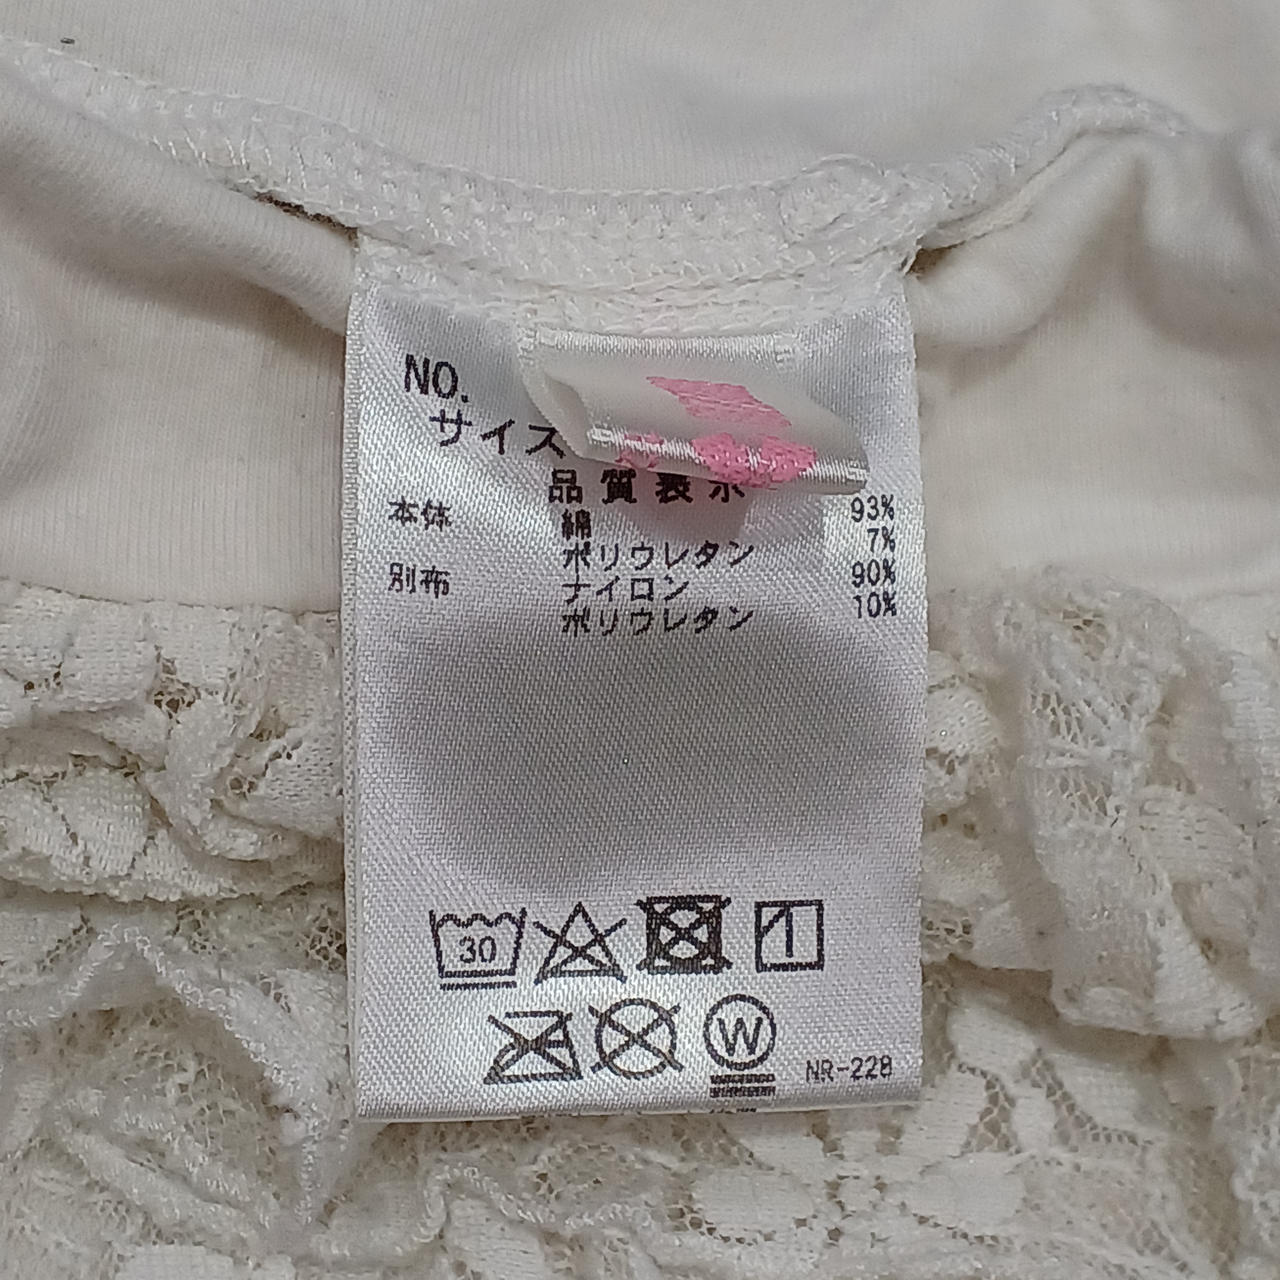 NO.
サイズ
品質表示
本体 綿 93%
ポリウレタン 7%
別布 ナイロン 90%
ポリウレタン 10%
30
W
NR-228